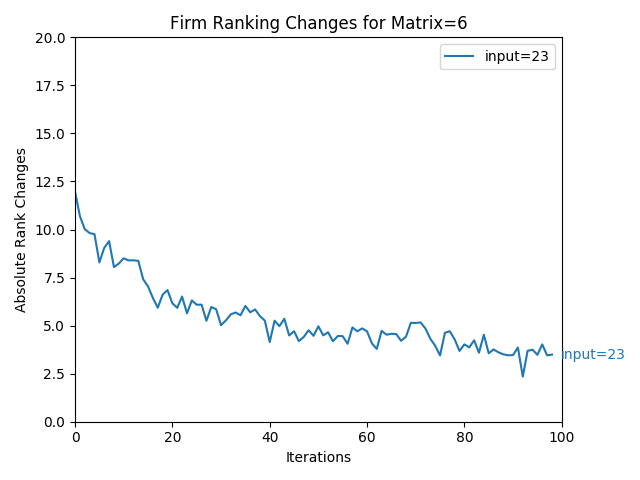 Firm Ranking Changes for Matrix=6
20.0
17.5
15.0
12.5
10.0
7.5
5.0
2.5
0.0
Absolute Rank Changes
input=23
input=23
0 20 40 60 80 100
Iterations